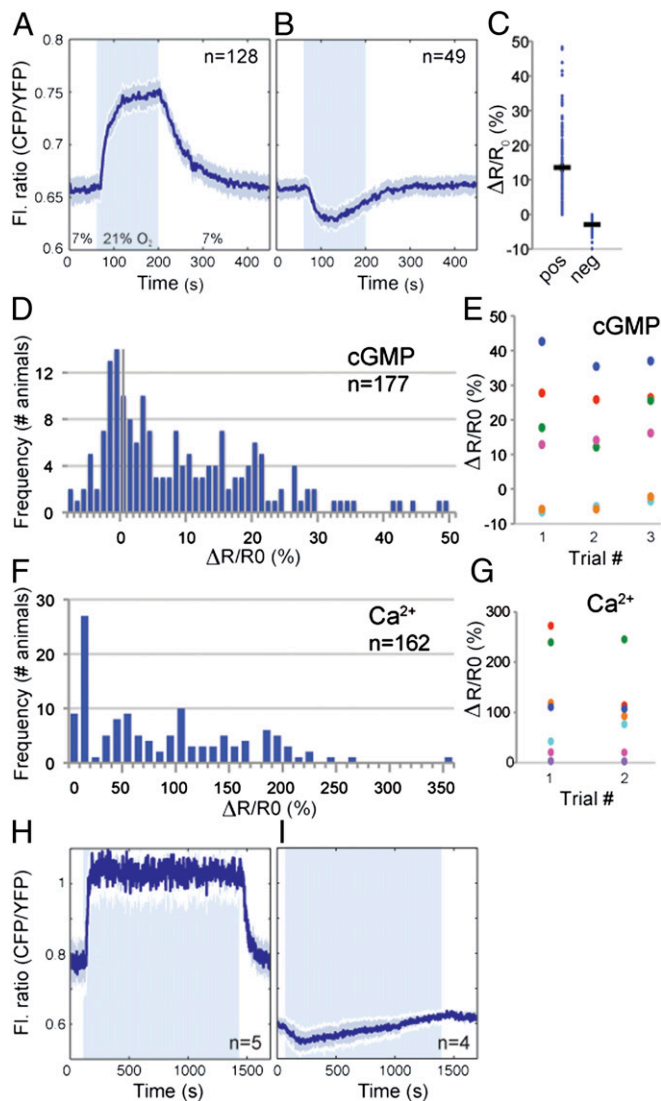 A
B
C
0.8
0.75
0.7
0.65
0.6
Fl. ratio (CFP/YFP)
n=128
7%
21% O2
7%
0 100 200 300 400
Time (s)
n=49
0 100 200 300 400
Time (s)
50
40
30
20
10
0
-10
ΔR/R0 (%)
pos
neg
D
Frequency (# animals)
12
8
4
0
cGMP
n=177
0 10 20 30 40 50
ΔR/R0 (%)
E
cGMP
50
40
30
20
10
0
-10
ΔR/R0 (%)
1 2 3
Trial #
F
Frequency (# animals)
30
20
10
0
Ca2+
n=162
0 50 100 150 200 250 300 350
ΔR/R0 (%)
G
Ca2+
300
200
100
0
ΔR/R0 (%)
1 2
Trial #
H
I
Fl. ratio (CFP/YFP)
1
0.8
0.6
n=5
0 500 1000 1500
Time (s)
n=4
0 500 1000 1500
Time (s)